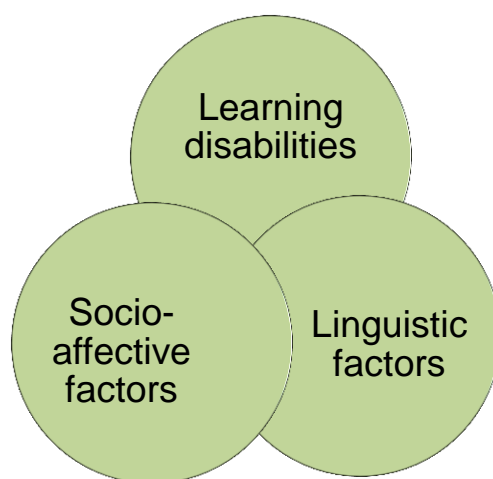 Learning
disabilities
Socio-
affective
factors
Linguistic
factors